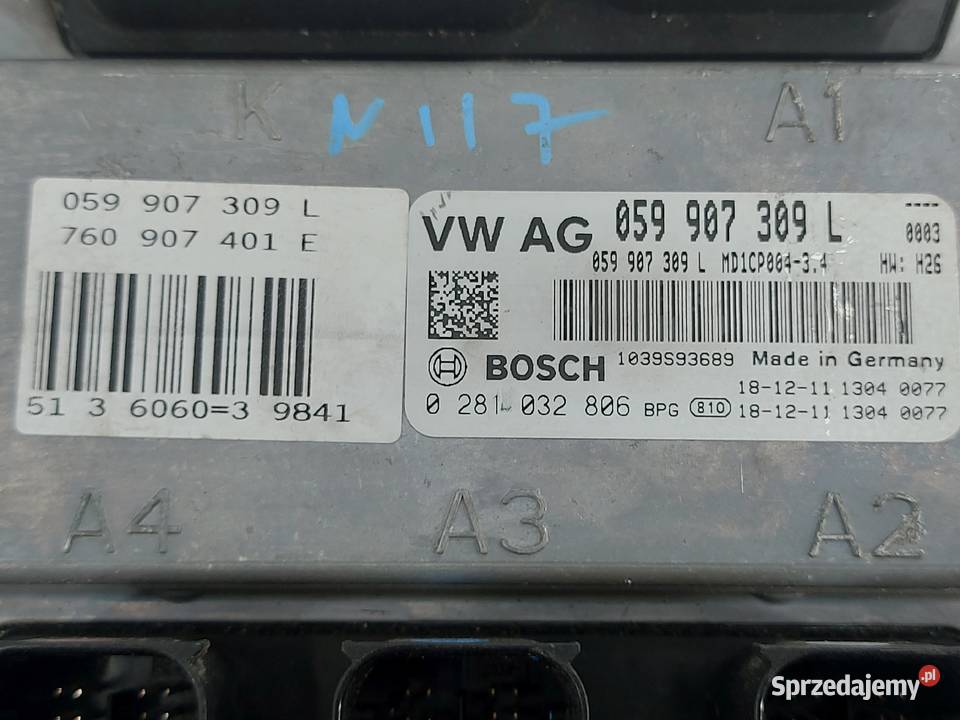 K N117 A1
059 907 309 L
760 907 401 E
51 3 6060=3 9841
VW AG 059 907 309 L ----
0003
059 907 309 L MD1CP004-3.4 HW: H26
BOSCH 1039S93689 Made in Germany
18-12-11 1304 0077
0 281 032 806 BPG 810 18-12-11 1304 0077
A4 A3 A2
Sprzedajemy.pl